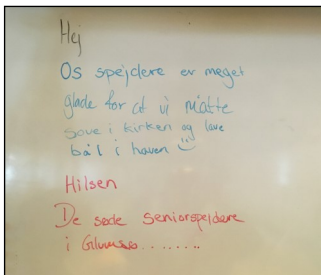 Hej
Os spejdere er meget
glade for at vi måtte
sove i kirken og lave
bål i haven ☺
Hilsen
De søde seniorspejdere
i Glumsø........